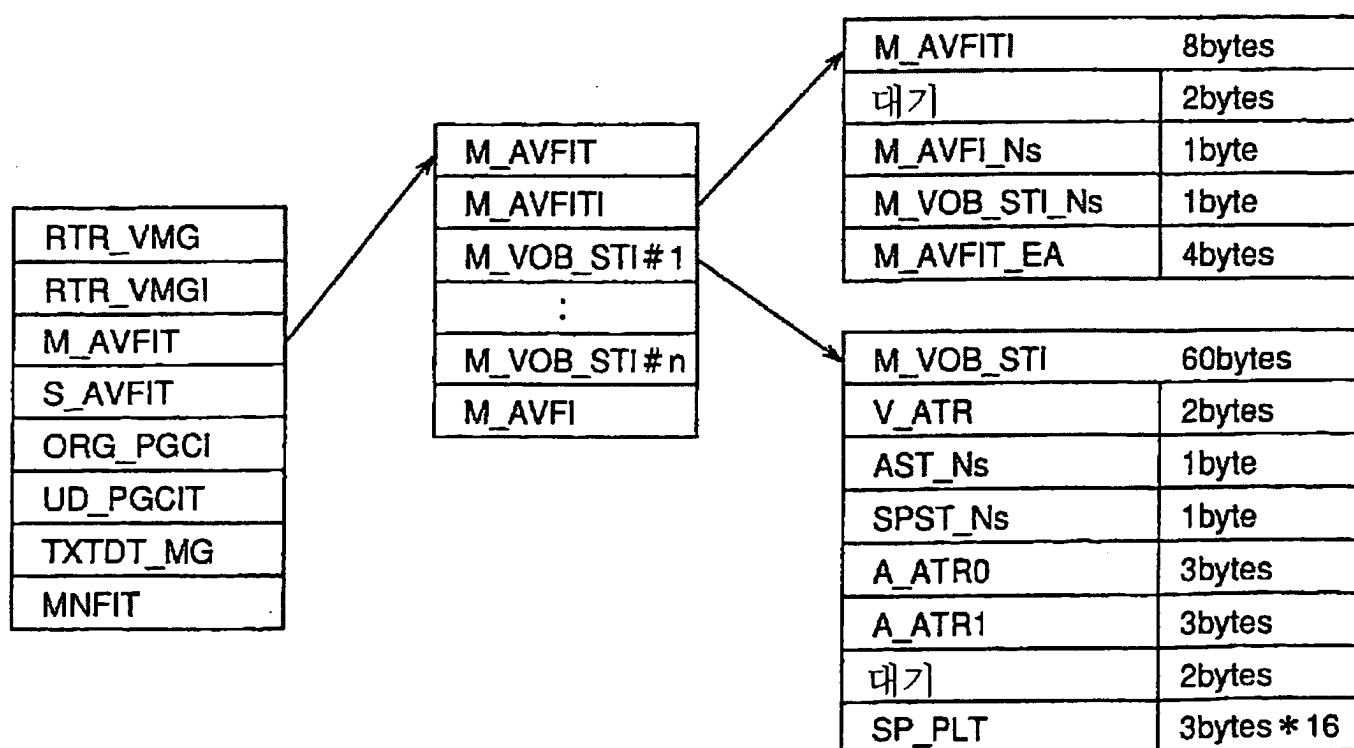 RTR_VMG
RTR_VMGI
M_AVFIT
S_AVFIT
ORG_PGCI
UD_PGCIT
TXTDT_MG
MNFIT
M_AVFIT
M_AVFITI
M_VOB_STI#1
:
M_VOB_STI#n
M_AVFI
M_AVFITI 8bytes
대기 2bytes
M_AVFI_Ns 1byte
M_VOB_STI_Ns 1byte
M_AVFIT_EA 4bytes
M_VOB_STI 60bytes
V_ATR 2bytes
AST_Ns 1byte
SPST_Ns 1byte
A_ATR0 3bytes
A_ATR1 3bytes
대기 2bytes
SP_PLT 3bytes*16